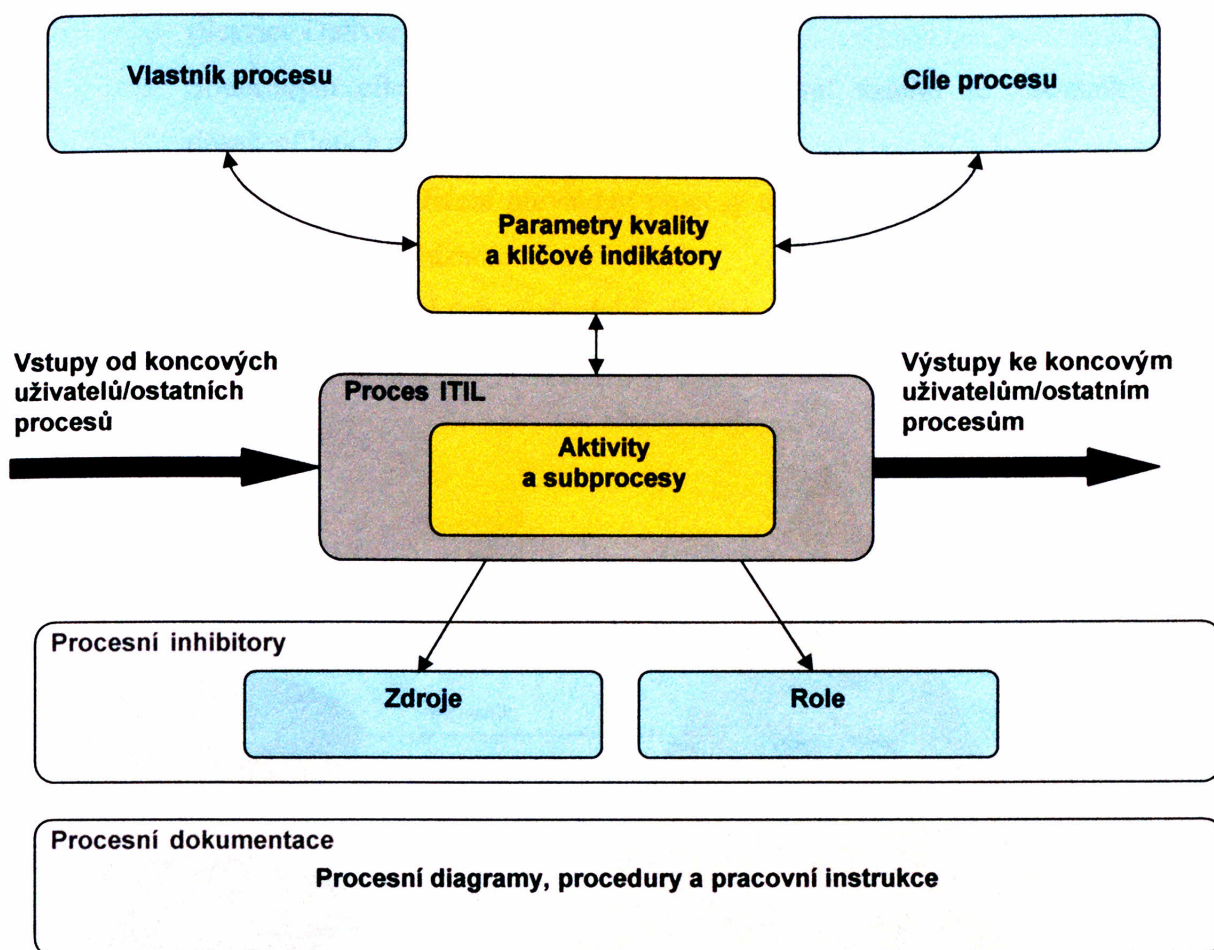 Vlastník procesu
Cíle procesu
Parametry kvality
a klíčové indikátory
Vstupy od koncových
uživatelů/ostatních
procesů
Proces ITIL
Výstupy ke koncovým
uživatelům/ostatním
procesům
Aktivity
a subprocesy
Procesní inhibitory
Zdroje
Role
Procesní dokumentace
Procesní diagramy, procedury a pracovní instrukce